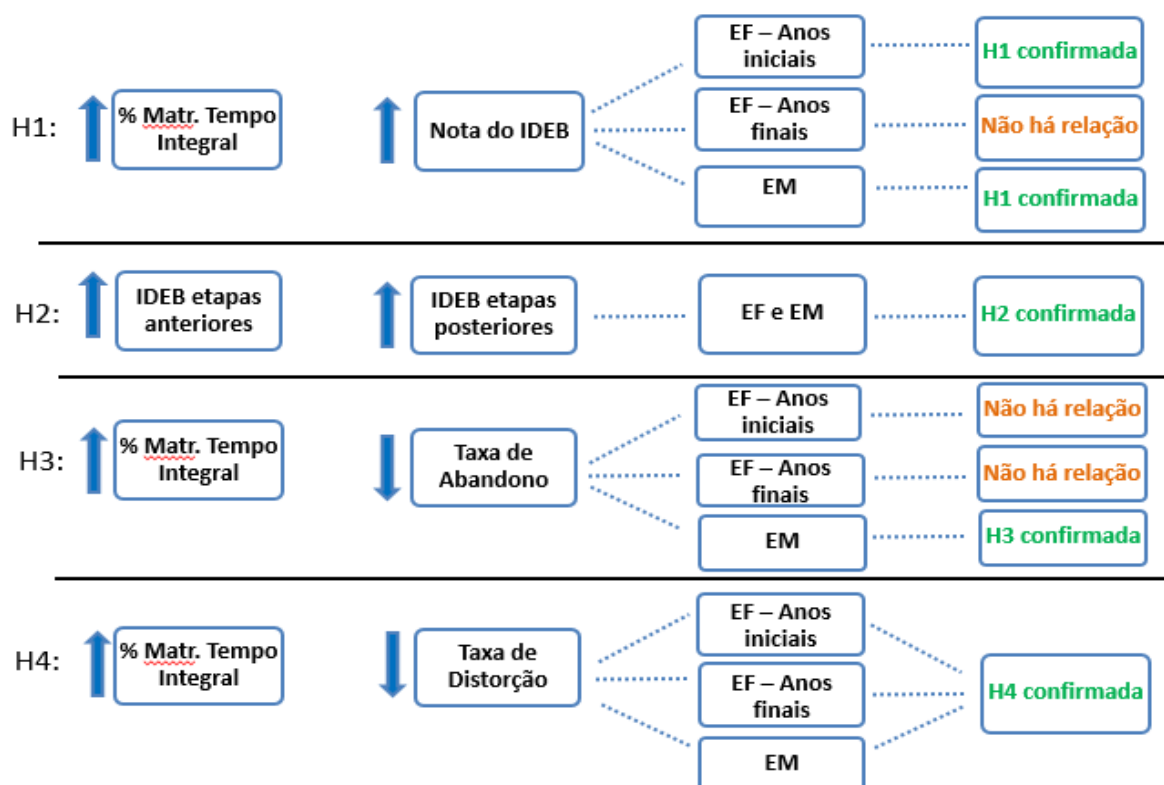 H1:
% Matr. Tempo
Integral
Nota do IDEB
EF – Anos
iniciais
H1 confirmada
EF – Anos
finais
Não há relação
EM
H1 confirmada
H2:
IDEB etapas
anteriores
IDEB etapas
posteriores
EF e EM
H2 confirmada
H3:
% Matr. Tempo
Integral
Taxa de
Abandono
EF – Anos
iniciais
Não há relação
EF – Anos
finais
Não há relação
EM
H3 confirmada
H4:
% Matr. Tempo
Integral
Taxa de
Distorção
EF – Anos
iniciais
EF – Anos
finais
EM
H4 confirmada